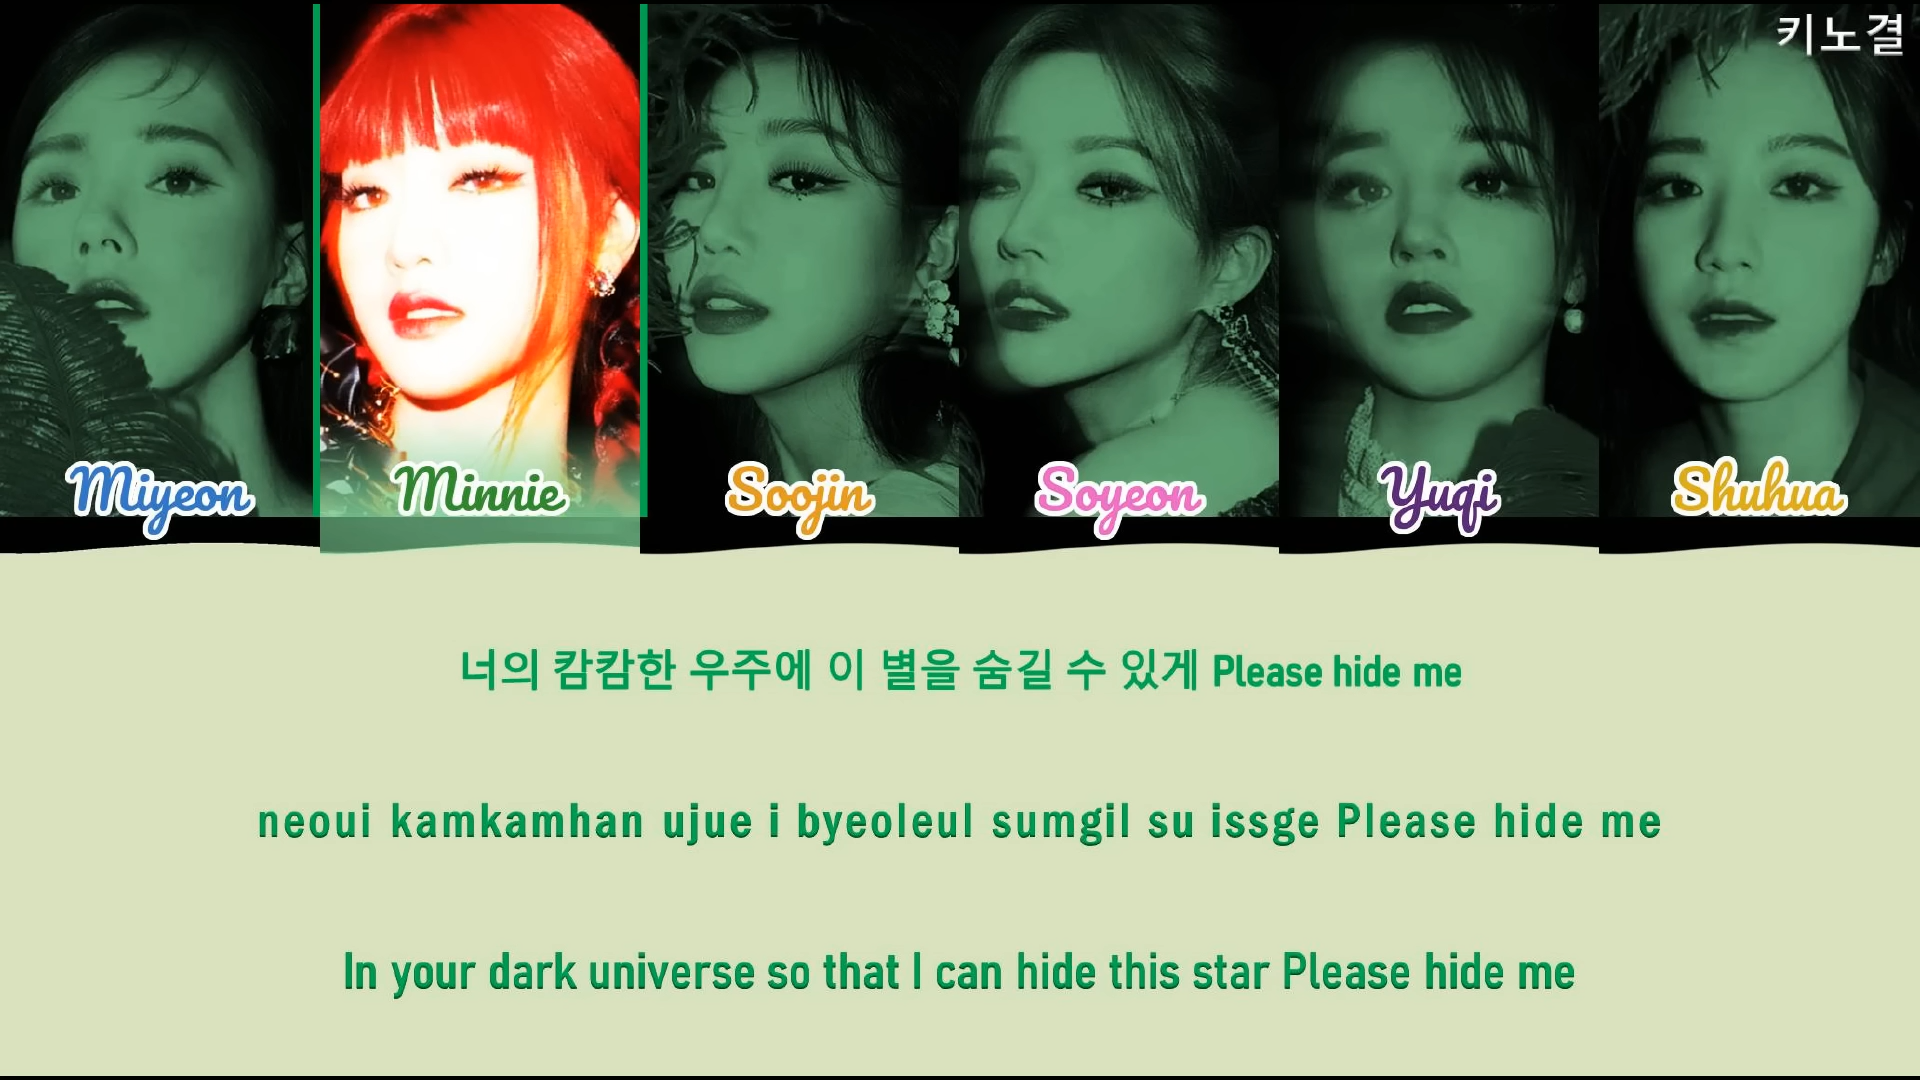 키노결
Miyeon
Minnie
Soojin
Soyeon
Yuqi
Shuhua
너의 캄캄한 우주에 이 별을 숨길 수 있게 Please hide me
neoui kamkamhan ujue i byeoleul sumgil su issge Please hide me
In your dark universe so that I can hide this star Please hide me